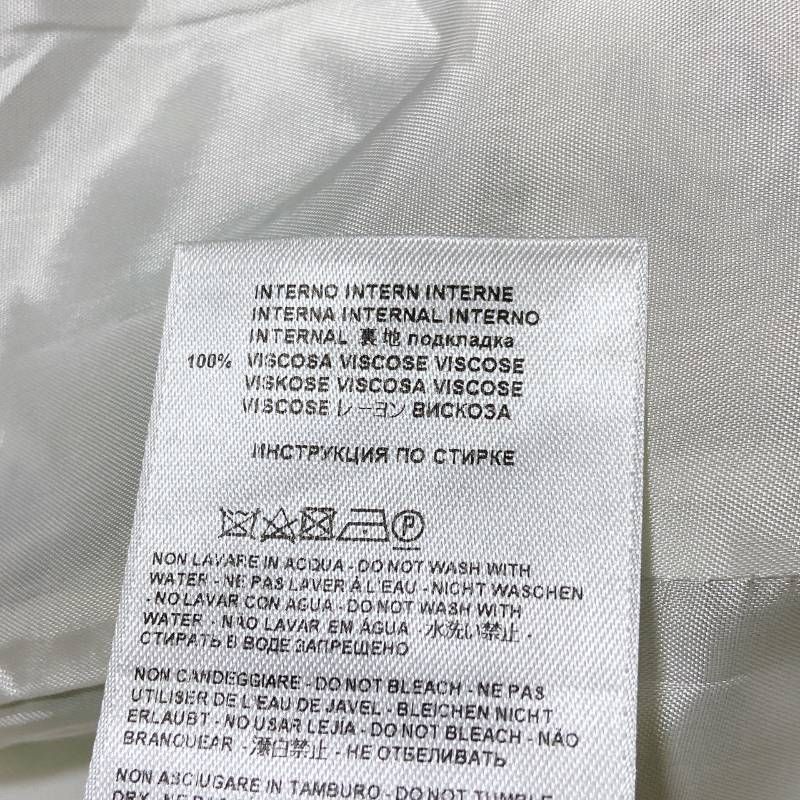 INTERNO INTERN INTERNE
INTERNA INTERNAL INTERNO
INTERNAL 裏地 подкладка
100% VISCOSA VISCOSE VISCOSE
VISKOSE VISCOSA VISCOSE
VISCOSE レーヨン ВИСКОЗА
ИНСТРУКЦИЯ ПО СТИРКЕ
P
NON LAVARE IN ACQUA - DO NOT WASH WITH
WATER - NE PAS LAVER À L'EAU - NICHT WASCHEN
- NO LAVAR CON AGUA - DO NOT WASH WITH
WATER - NÃO LAVAR EM ÁGUA - 水洗い禁止 -
СТИРАТЬ В ВОДЕ ЗАПРЕЩЕНО
NON CANDEGGIARE - DO NOT BLEACH - NE PAS
UTILISER DE L'EAU DE JAVEL - BLEICHEN NICHT
ERLAUBT - NO USAR LEJÍA - DO NOT BLEACH - NÃO
BRANQUEAR - 漂白禁止 - НЕ ОТБЕЛИВАТЬ
NON ASCIUGARE IN TAMBURO - DO NOT TUMBLE
DRY - NE PAS